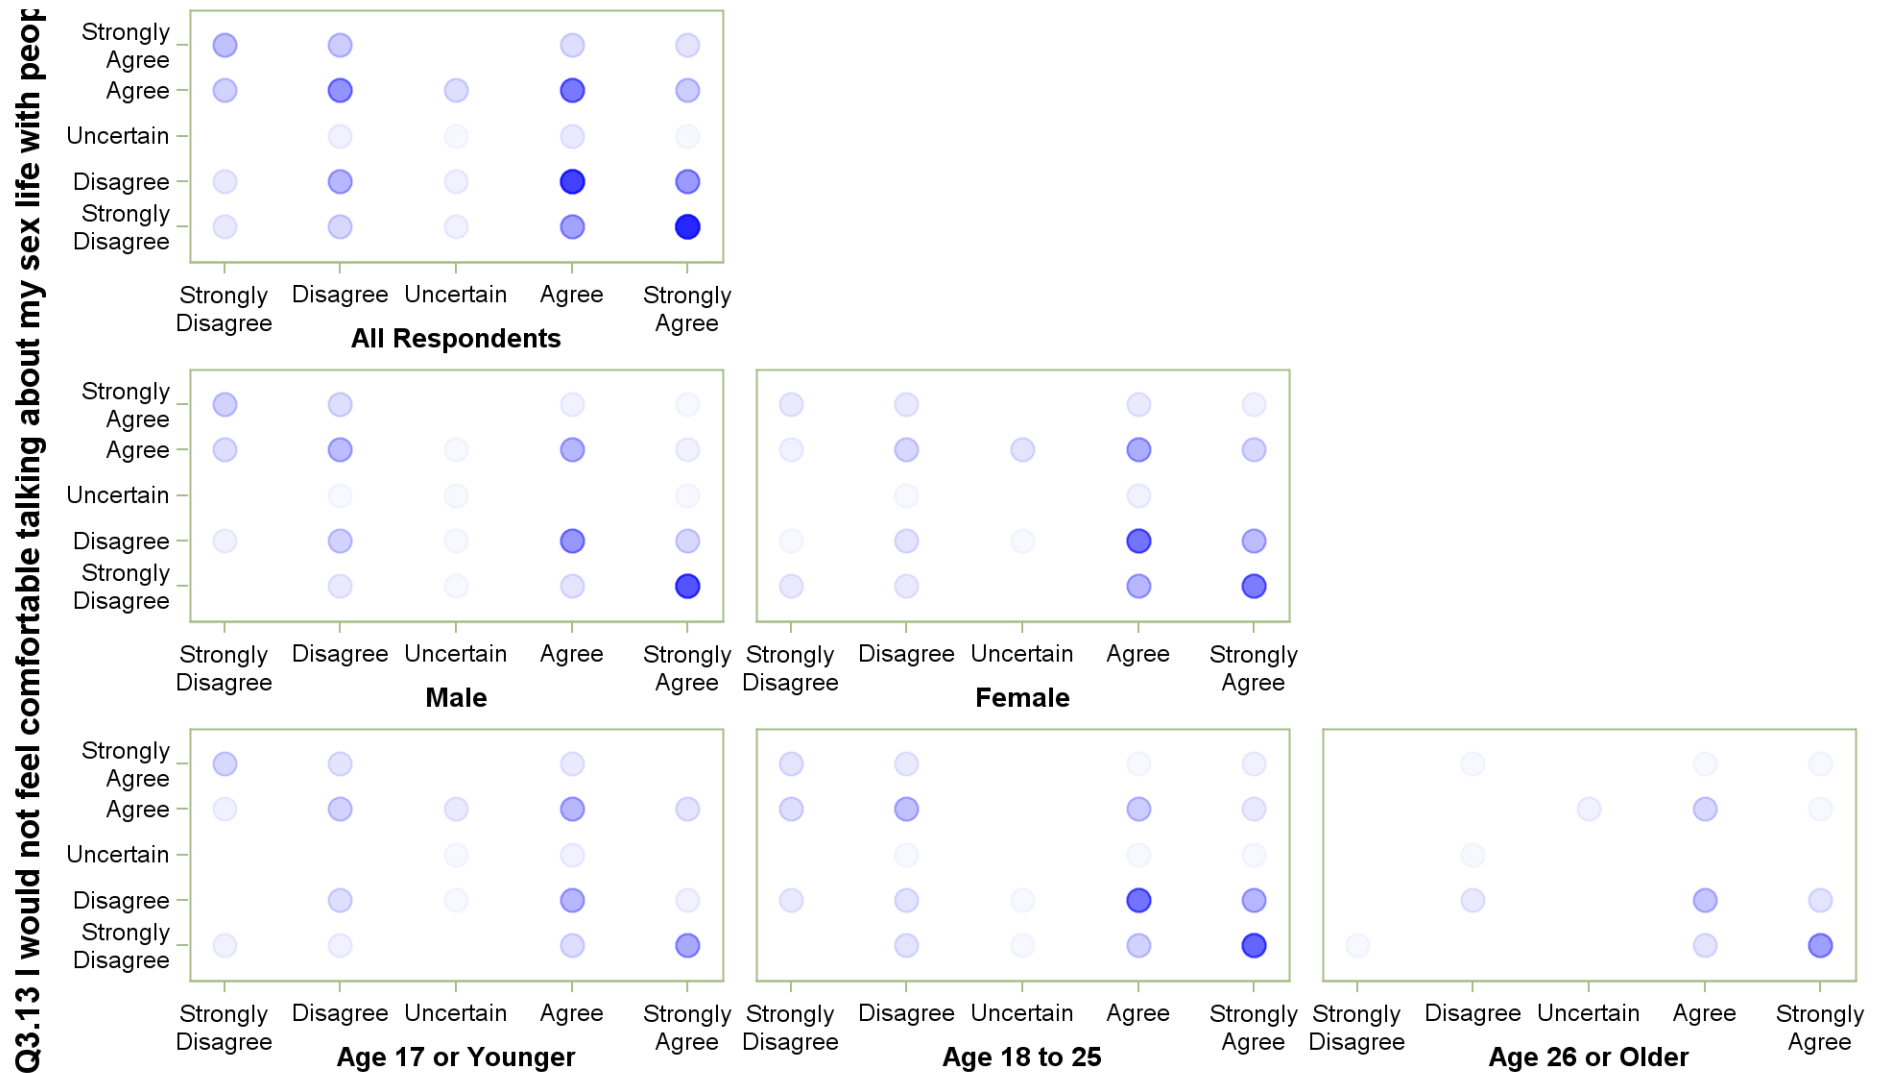 Q3.13 I would not feel comfortable talking about my sex life with
Strongly
Agree
Agree
Uncertain
Disagree
Strongly
Disagree
Strongly Disagree Uncertain Agree Strongly
Disagree Agree
All Respondents
Strongly
Agree
Agree
Uncertain
Disagree
Strongly
Disagree
Strongly Disagree Uncertain Agree Strongly
Disagree Agree
Male
Strongly Disagree Uncertain Agree Strongly
Disagree Agree
Female
Strongly
Agree
Agree
Uncertain
Disagree
Strongly
Disagree
Strongly Disagree Uncertain Agree Strongly
Disagree Agree
Age 17 or Younger
Strongly Disagree Uncertain Agree Strongly
Disagree Agree
Age 18 to 25
Strongly Disagree Uncertain Agree Strongly
Disagree Agree
Age 26 or Older